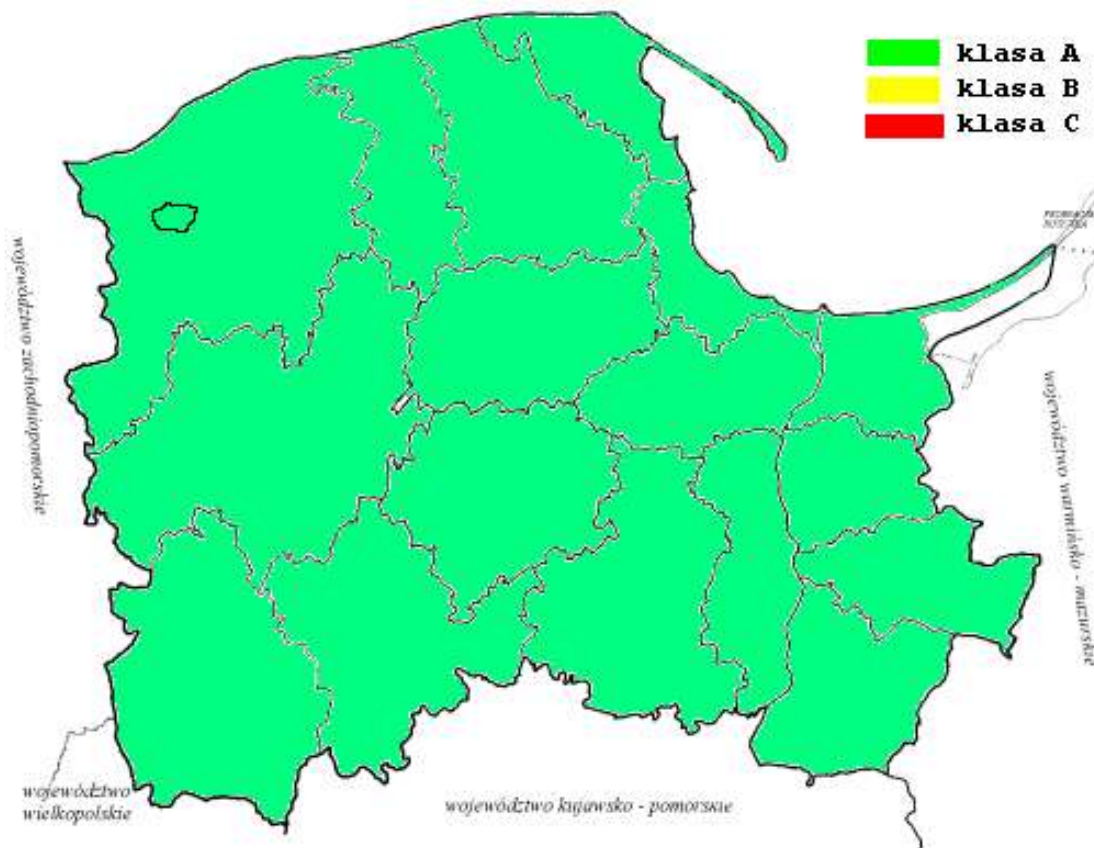 klasa A
klasa B
klasa C
województwo zachodniopomorskie
województwo warmińsko - mazurskie
województwo
wielkopolskie
województwo kujawsko - pomorskie